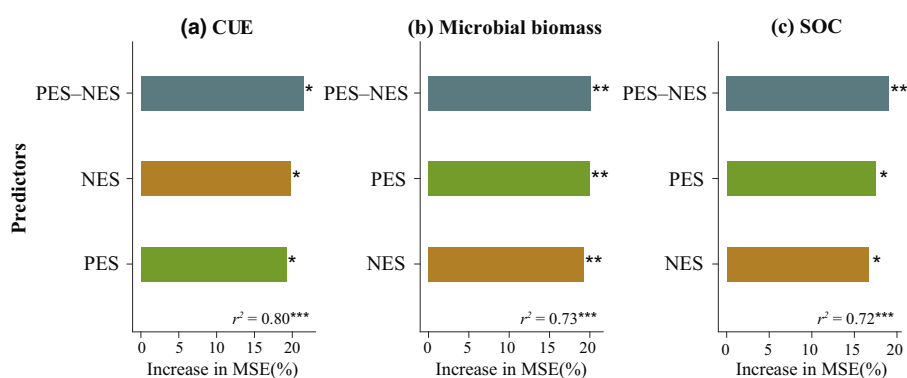 (a) CUE
(b) Microbial biomass
(c) SOC
Predictors
PES–NES
*
NES
*
PES
*
r² = 0.80***
0 5 10 15 20
Increase in MSE(%)
PES–NES
**
PES
**
NES
**
r² = 0.73***
0 5 10 15 20
Increase in MSE(%)
PES–NES
**
PES
*
NES
*
r² = 0.72***
0 5 10 15 20
Increase in MSE(%)